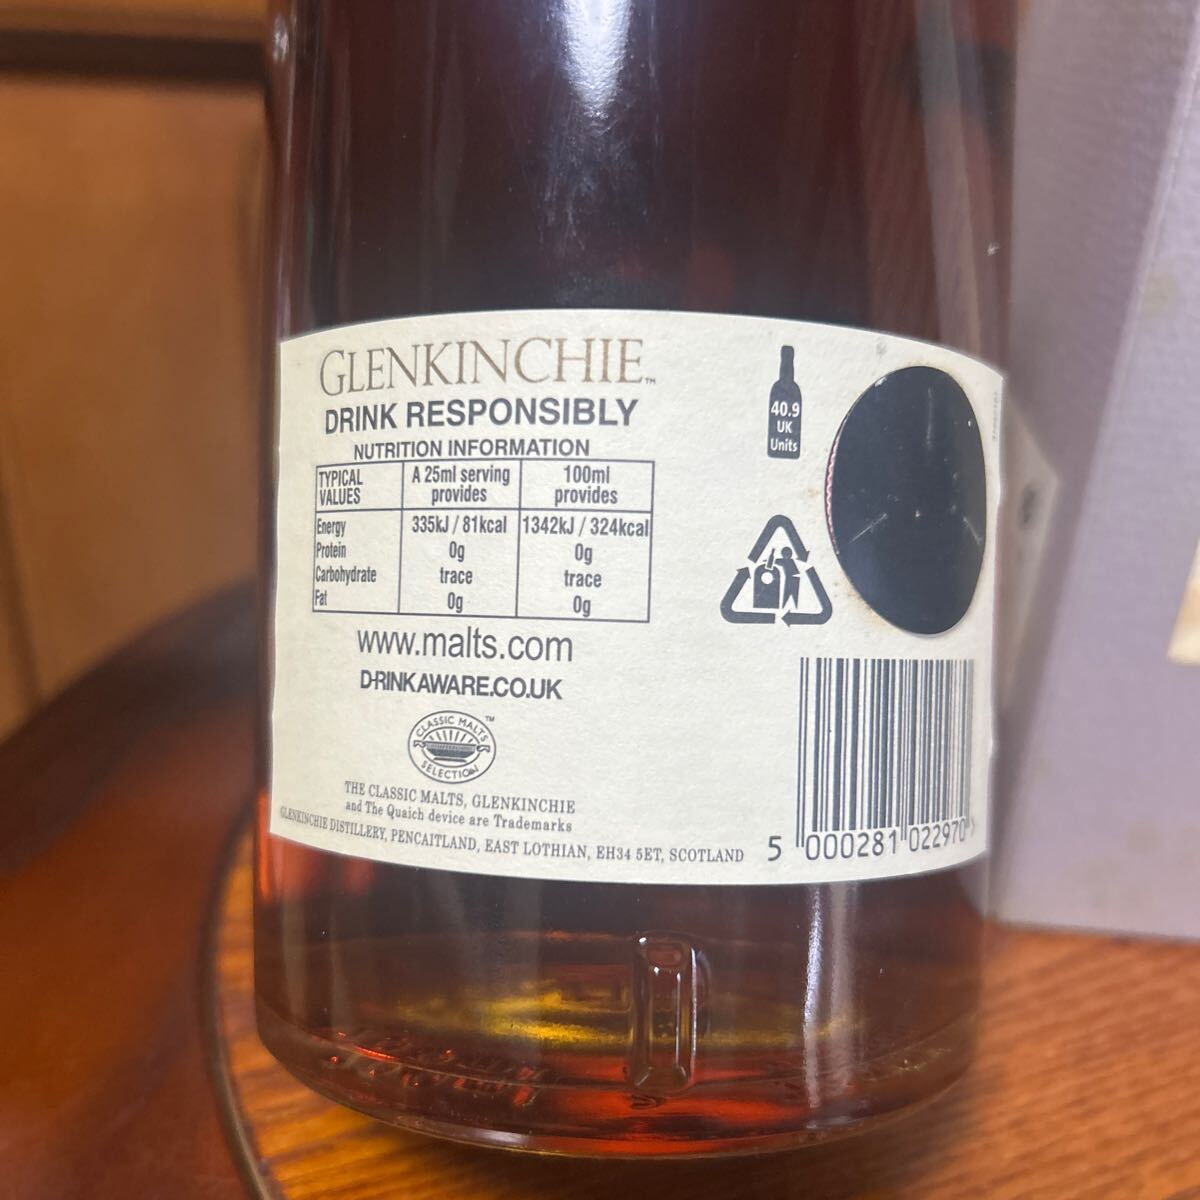 GLENKINCHIE™
DRINK RESPONSIBLY
NUTRITION INFORMATION
TYPICAL VALUES A 25ml serving provides 100ml provides
Energy 335kJ / 81kcal 1342kJ / 324kcal
Protein 0g 0g
Carbohydrate trace trace
Fat 0g 0g
www.malts.com
DRINKAWARE.CO.UK
CLASSIC MALTS™
SELECTION
THE CLASSIC MALTS, GLENKINCHIE
and The Quaich device are Trademarks
GLENKINCHIE DISTILLERY, PENCAITLAND, EAST LOTHIAN, EH34 5ET, SCOTLAND
40.9
UK
Units
5 000281 022970 >